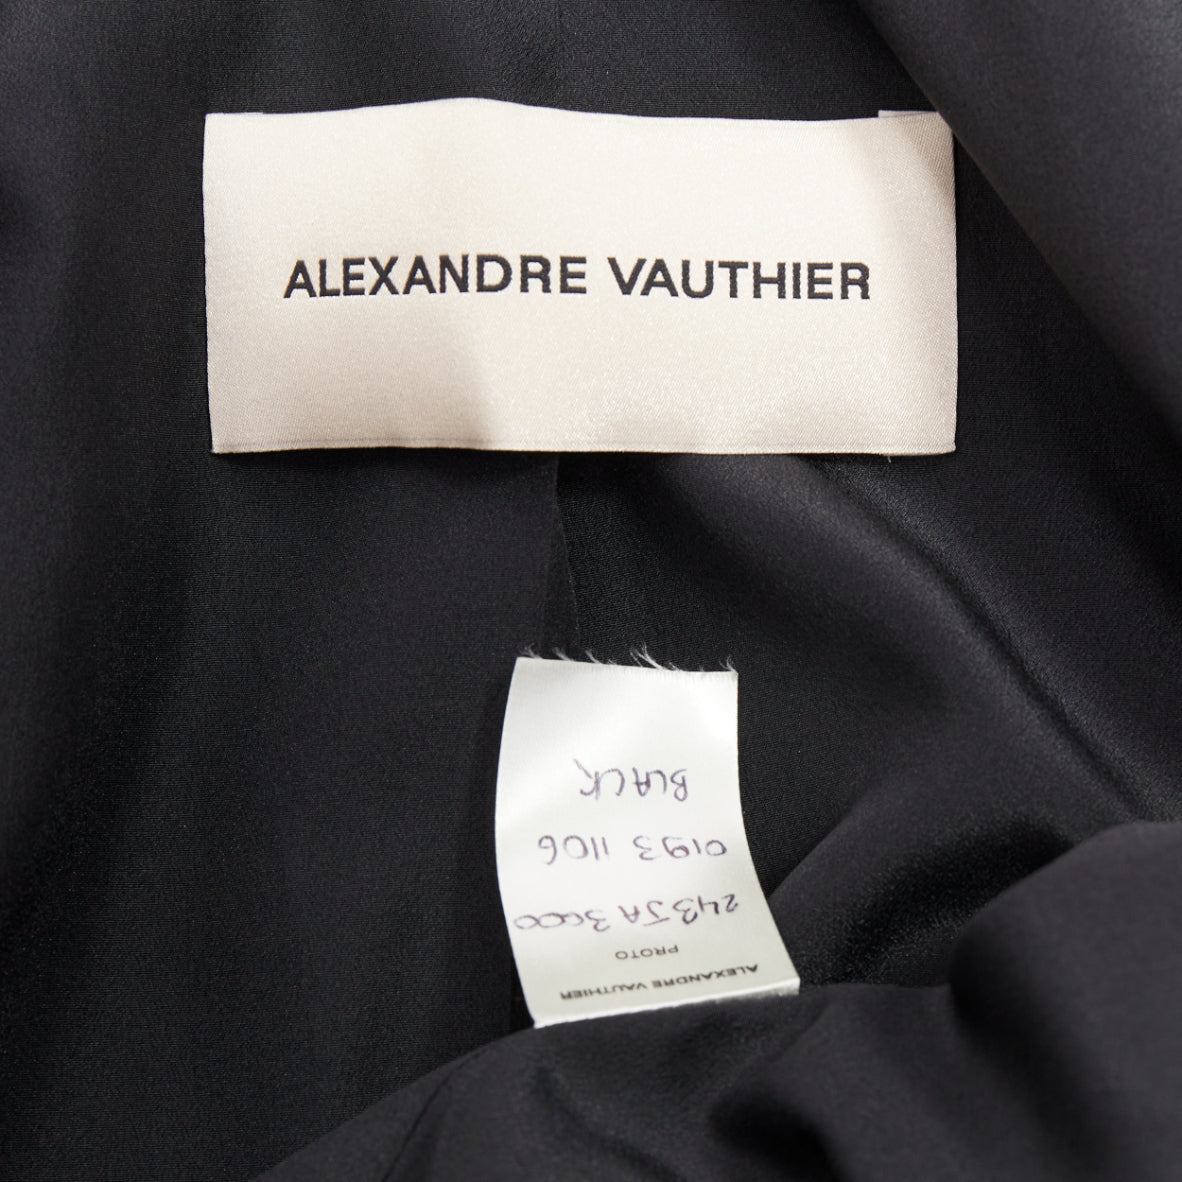 ALEXANDRE VAUTHIER
ALEXANDRE VAUTHIER
PROTO
243JA3000
0193 1106
BLACK